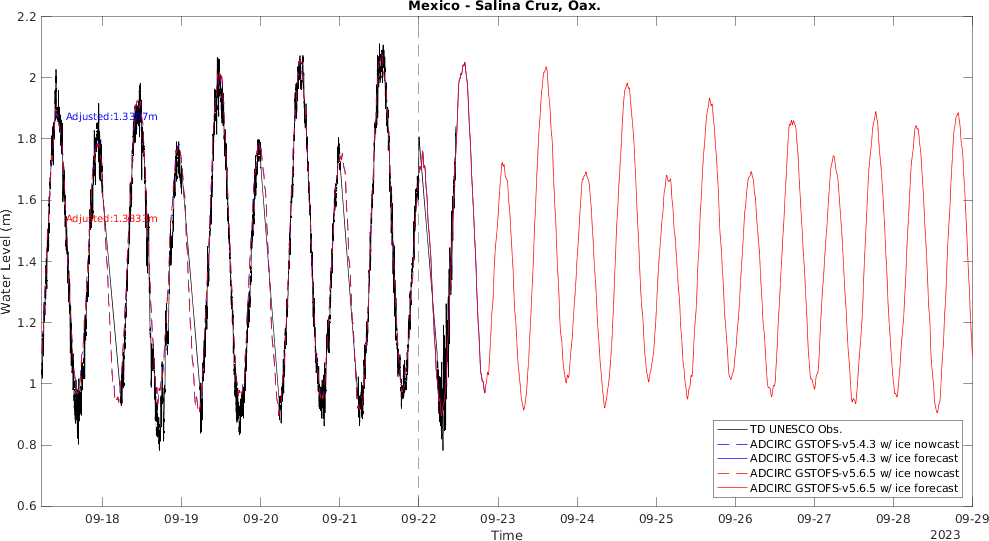 Mexico - Salina Cruz, Oax.
2.2
2
1.8
1.6
1.4
1.2
1
0.8
0.6
Water Level (m)
Adjusted:1.3333m
TD UNESCO Obs.
ADCIRC GSTOFS-v5.4.3 w/ ice nowcast
ADCIRC GSTOFS-v5.4.3 w/ ice forecast
ADCIRC GSTOFS-v5.6.5 w/ ice nowcast
ADCIRC GSTOFS-v5.6.5 w/ ice forecast
09-18 09-19 09-20 09-21 09-22 09-23 09-24 09-25 09-26 09-27 09-28 09-29
Time
2023